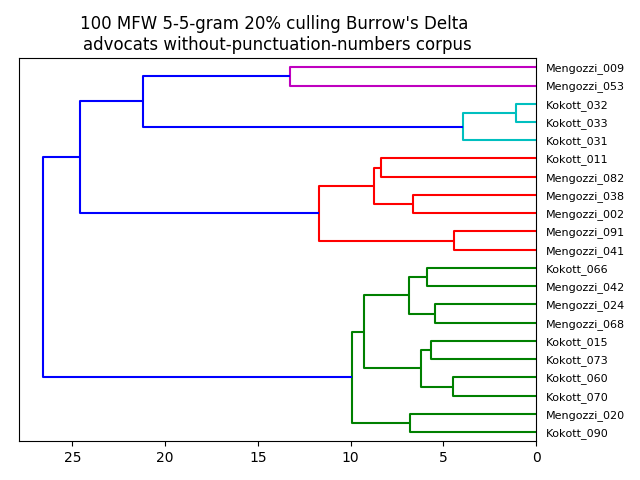 100 MFW 5-5-gram 20% culling Burrow's Delta
advocats without-punctuation-numbers corpus
Mengozzi_009
Mengozzi_053
Kokott_032
Kokott_033
Kokott_031
Kokott_011
Mengozzi_082
Mengozzi_038
Mengozzi_002
Mengozzi_091
Mengozzi_041
Kokott_066
Mengozzi_042
Mengozzi_024
Mengozzi_068
Kokott_015
Kokott_073
Kokott_060
Kokott_070
Mengozzi_020
Kokott_090
25 20 15 10 5 0